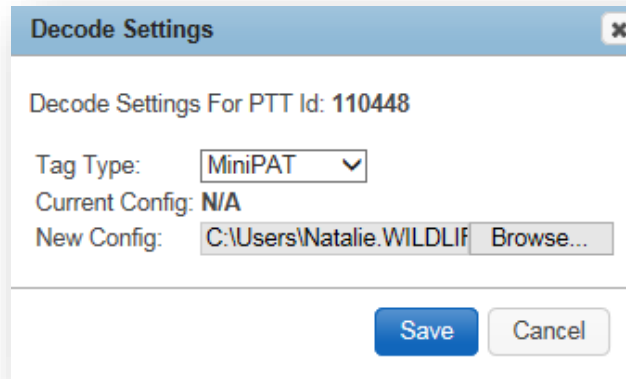 Decode Settings
Decode Settings For PTT Id: 110448
Tag Type: MiniPAT
Current Config: N/A
New Config: C:\Users\Natalie.WILDLIF Browse...
Save Cancel